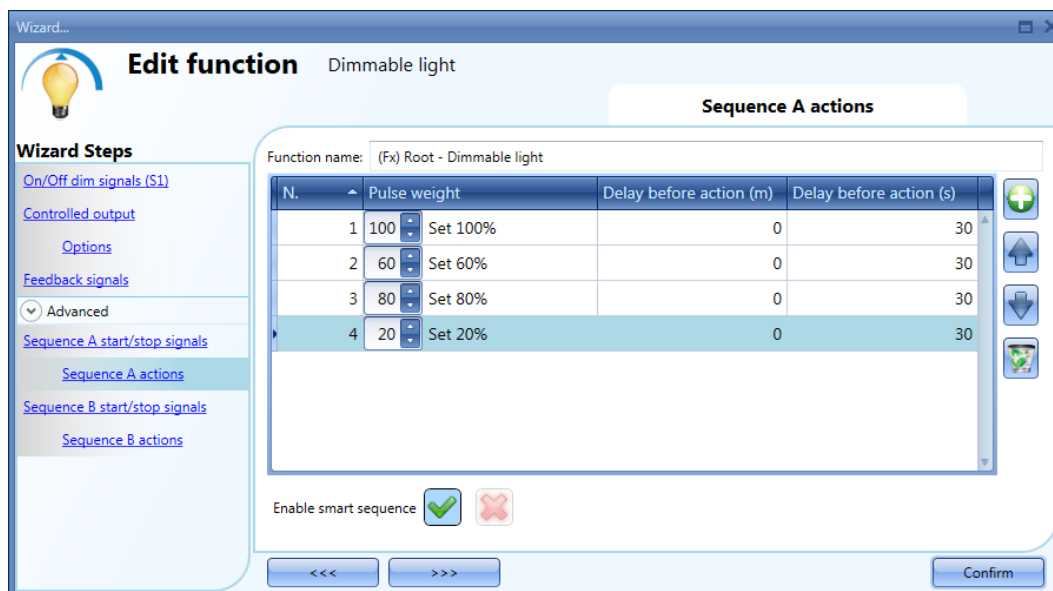 Wizard...
Edit function Dimmable light
Sequence A actions
Wizard Steps
On/Off dim signals (S1)
Controlled output
Options
Feedback signals
Advanced
Sequence A start/stop signals
Sequence A actions
Sequence B start/stop signals
Sequence B actions
Function name: (Fx) Root - Dimmable light
N. Pulse weight Delay before action (m) Delay before action (s)
1 100 Set 100% 0 30
2 60 Set 60% 0 30
3 80 Set 80% 0 30
4 20 Set 20% 0 30
Enable smart sequence
<<< >>> Confirm